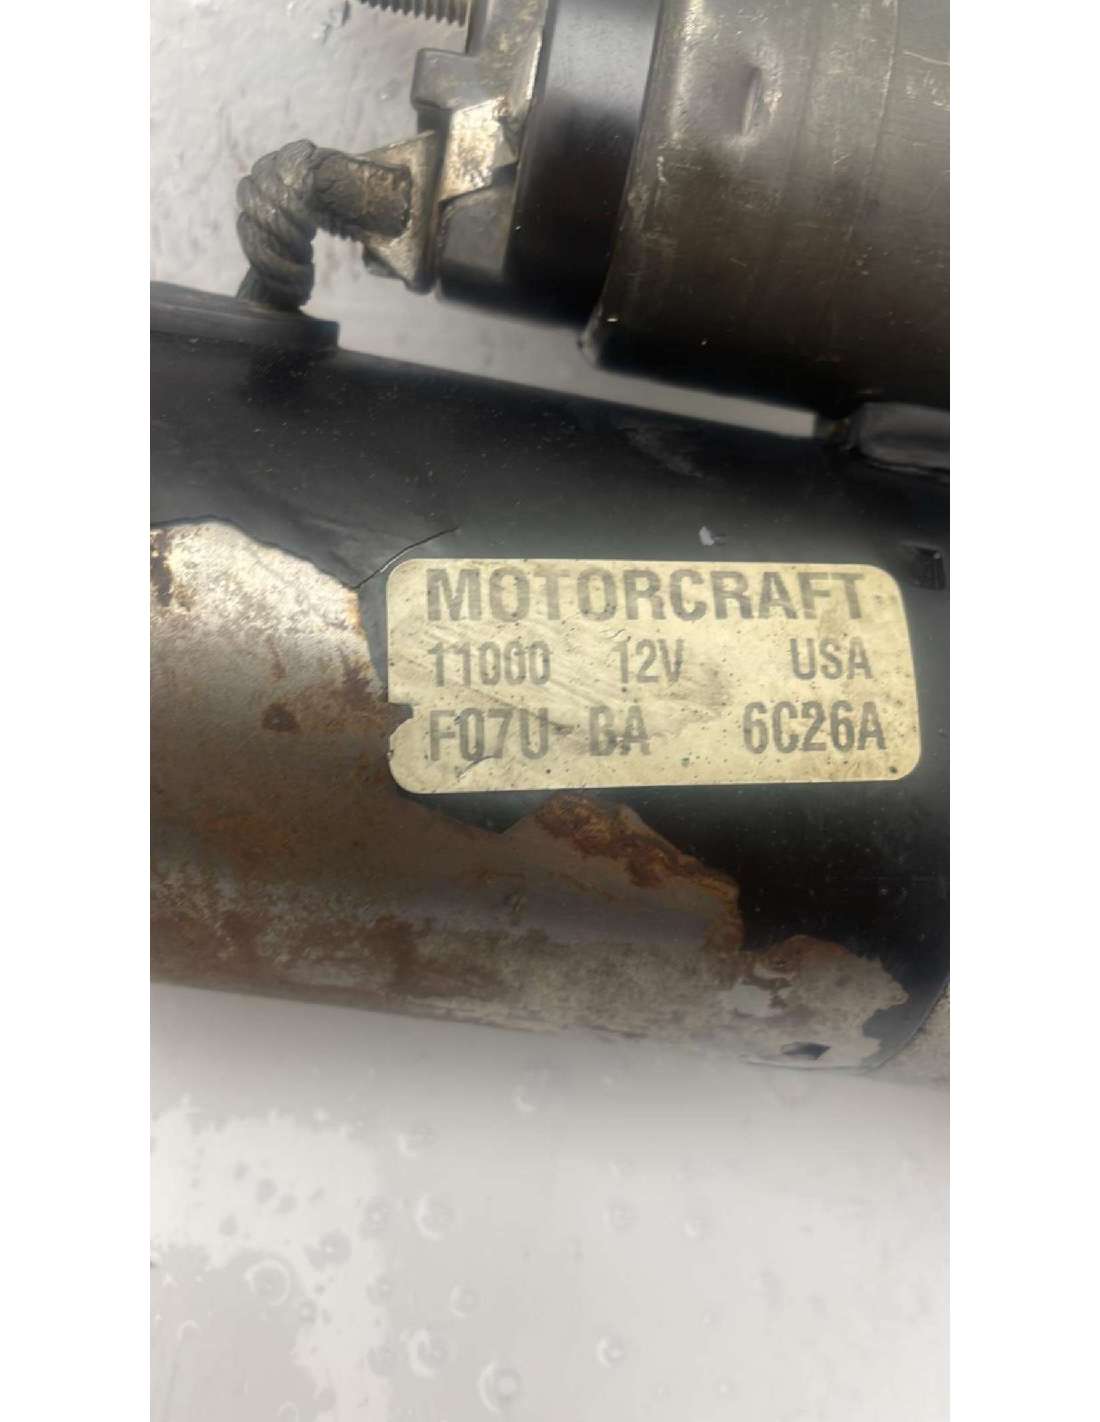 MOTORCRAFT
11000 12V USA
F07U BA 6C26A